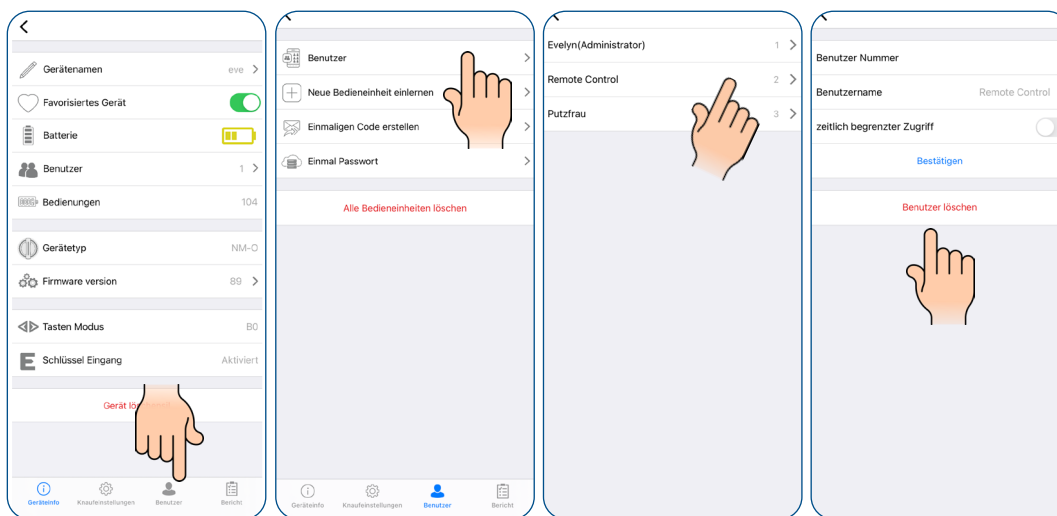 Gerätenamen eve
Favorisiertes Gerät
Batterie
Benutzer 1
Bedienungen 104
Gerätetyp NM-O
Firmware version 89
Tasten Modus B0
Schlüssel Eingang Aktiviert
Gerät
Geräteinfo Knaufeinstellungen Benutzer Bericht
Benutzer
Neue Bedieneinheit einlernen
Einmaligen Code erstellen
Einmal Passwort
Alle Bedieneinheiten löschen
Geräteinfo Knaufeinstellungen Benutzer Bericht
Evelyn(Administrator) 1
Remote Control 2
Putzfrau 3
Benutzer Nummer
Benutzername Remote Control
zeitlich begrenzter Zugriff
Bestätigen
Benutzer löschen